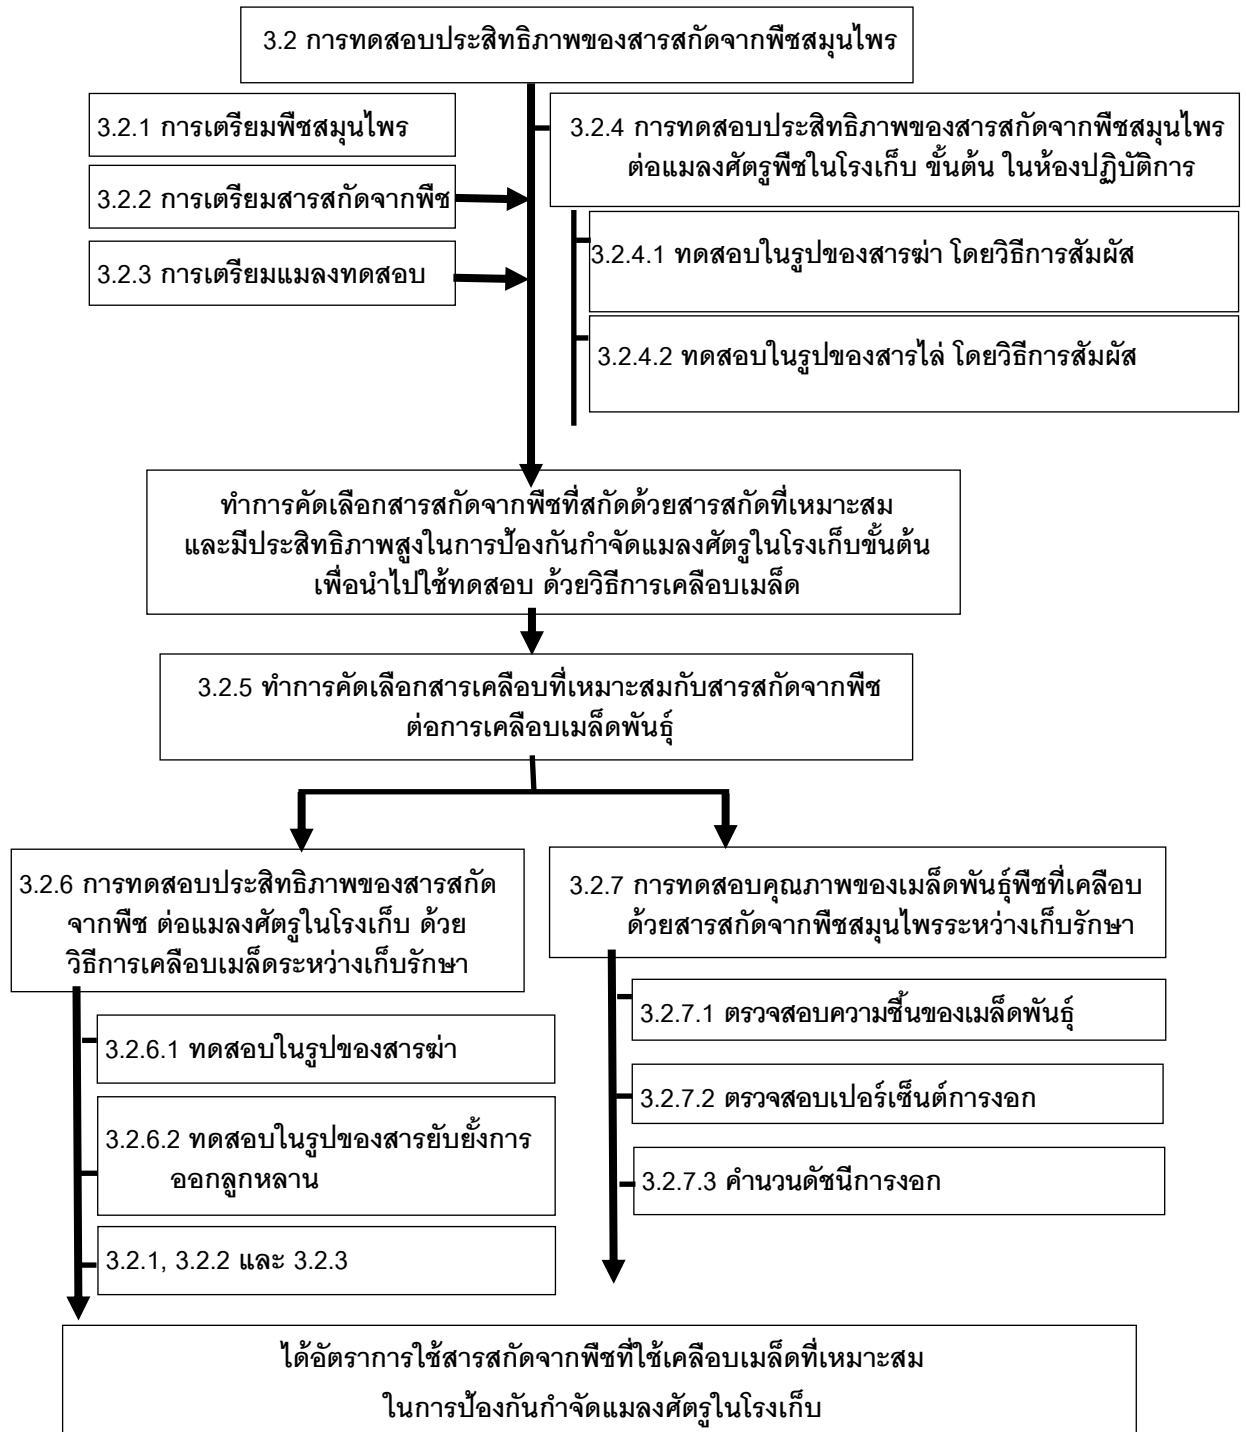 3.2 การทดสอบประสิทธิภาพของสารสกัดจากพืชสมุนไพร
3.2.1 การเตรียมพืชสมุนไพร
3.2.2 การเตรียมสารสกัดจากพืช
3.2.3 การเตรียมแมลงทดสอบ
3.2.4 การทดสอบประสิทธิภาพของสารสกัดจากพืชสมุนไพร
ต่อแมลงศัตรูพืชในโรงเก็บ ขั้นต้น ในห้องปฏิบัติการ
3.2.4.1 ทดสอบในรูปของสารฆ่า โดยวิธีการสัมผัส
3.2.4.2 ทดสอบในรูปของสารไล่ โดยวิธีการสัมผัส
ทำการคัดเลือกสารสกัดจากพืชที่สกัดด้วยสารสกัดที่เหมาะสม
และมีประสิทธิภาพสูงในการป้องกันกำจัดแมลงศัตรูในโรงเก็บขั้นต้น
เพื่อนำไปใช้ทดสอบ ด้วยวิธีการเคลือบเมล็ด
3.2.5 ทำการคัดเลือกสารเคลือบที่เหมาะสมกับสารสกัดจากพืช
ต่อการเคลือบเมล็ดพันธุ์
3.2.6 การทดสอบประสิทธิภาพของสารสกัด
จากพืช ต่อแมลงศัตรูในโรงเก็บ ด้วย
วิธีการเคลือบเมล็ดระหว่างเก็บรักษา
3.2.6.1 ทดสอบในรูปของสารฆ่า
3.2.6.2 ทดสอบในรูปของสารยับยั้งการ
ออกลูกหลาน
3.2.1, 3.2.2 และ 3.2.3
3.2.7 การทดสอบคุณภาพของเมล็ดพันธุ์พืชที่เคลือบ
ด้วยสารสกัดจากพืชสมุนไพรระหว่างเก็บรักษา
3.2.7.1 ตรวจสอบความชื้นของเมล็ดพันธุ์
3.2.7.2 ตรวจสอบเปอร์เซ็นต์การงอก
3.2.7.3 คำนวนดัชนีการงอก
ได้อัตราการใช้สารสกัดจากพืชที่ใช้เคลือบเมล็ดที่เหมาะสม
ในการป้องกันกำจัดแมลงศัตรูในโรงเก็บ